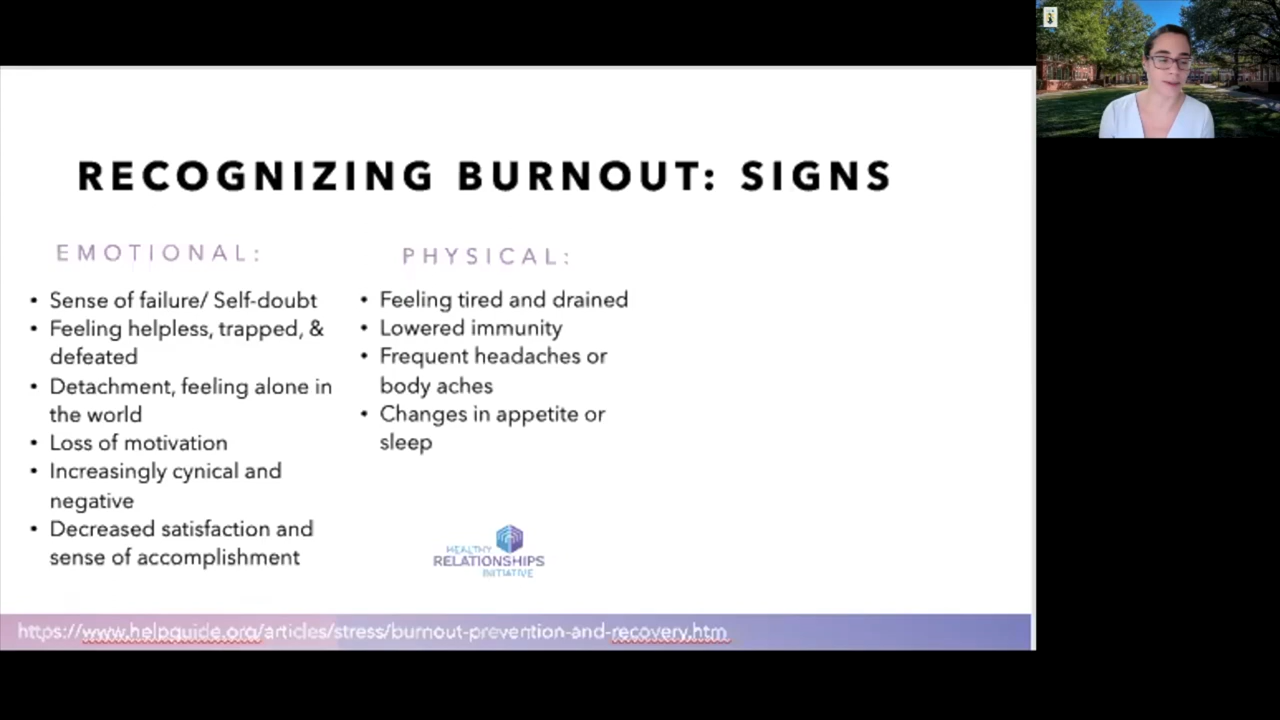 RECOGNIZING BURNOUT: SIGNS
EMOTIONAL:
• Sense of failure/ Self-doubt
• Feeling helpless, trapped, &
defeated
• Detachment, feeling alone in
the world
• Loss of motivation
• Increasingly cynical and
negative
• Decreased satisfaction and
sense of accomplishment
PHYSICAL:
• Feeling tired and drained
• Lowered immunity
• Frequent headaches or
body aches
• Changes in appetite or
sleep
HEALTHY
RELATIONSHIPS
INITIATIVE
https://www.helpguide.org/articles/stress/burnout-prevention-and-recovery.htm